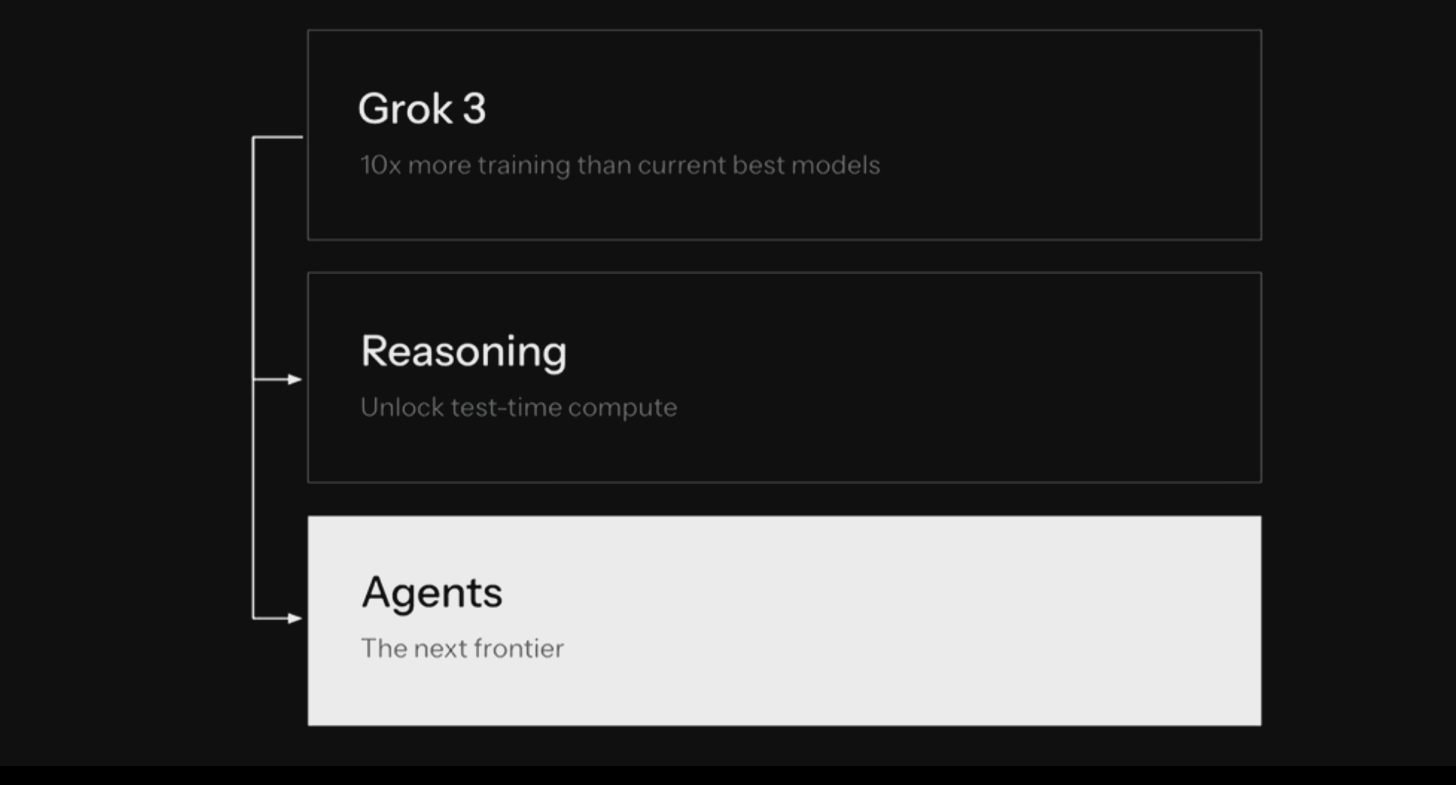 Grok 3
10x more training than current best models
Reasoning
Unlock test-time compute
Agents
The next frontier